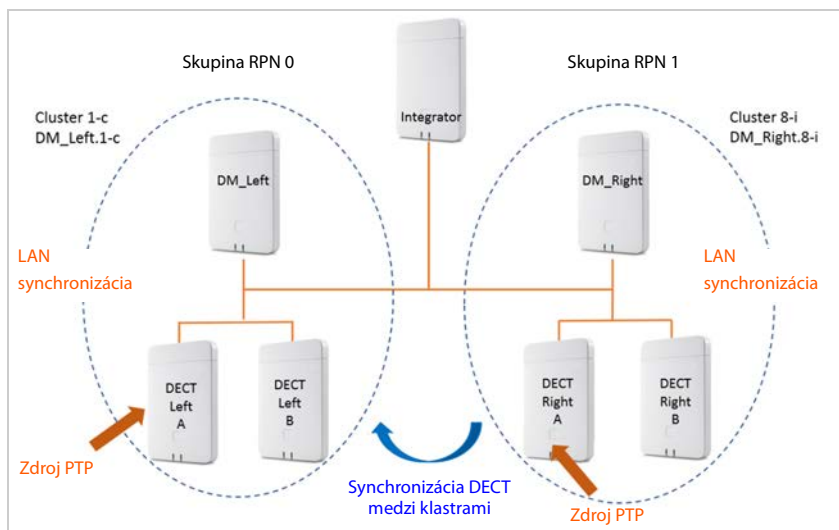 Skupina RPN 0
Skupina RPN 1
Integrator
Cluster 1-c
DM_Left.1-c
Cluster 8-i
DM_Right.8-i
DM_Left
DM_Right
LAN
synchronizácia
LAN
synchronizácia
DECT
Left
A
DECT
Left
B
DECT
Right
A
DECT
Right
B
Zdroj PTP
Synchronizácia DECT
medzi klastrami
Zdroj PTP